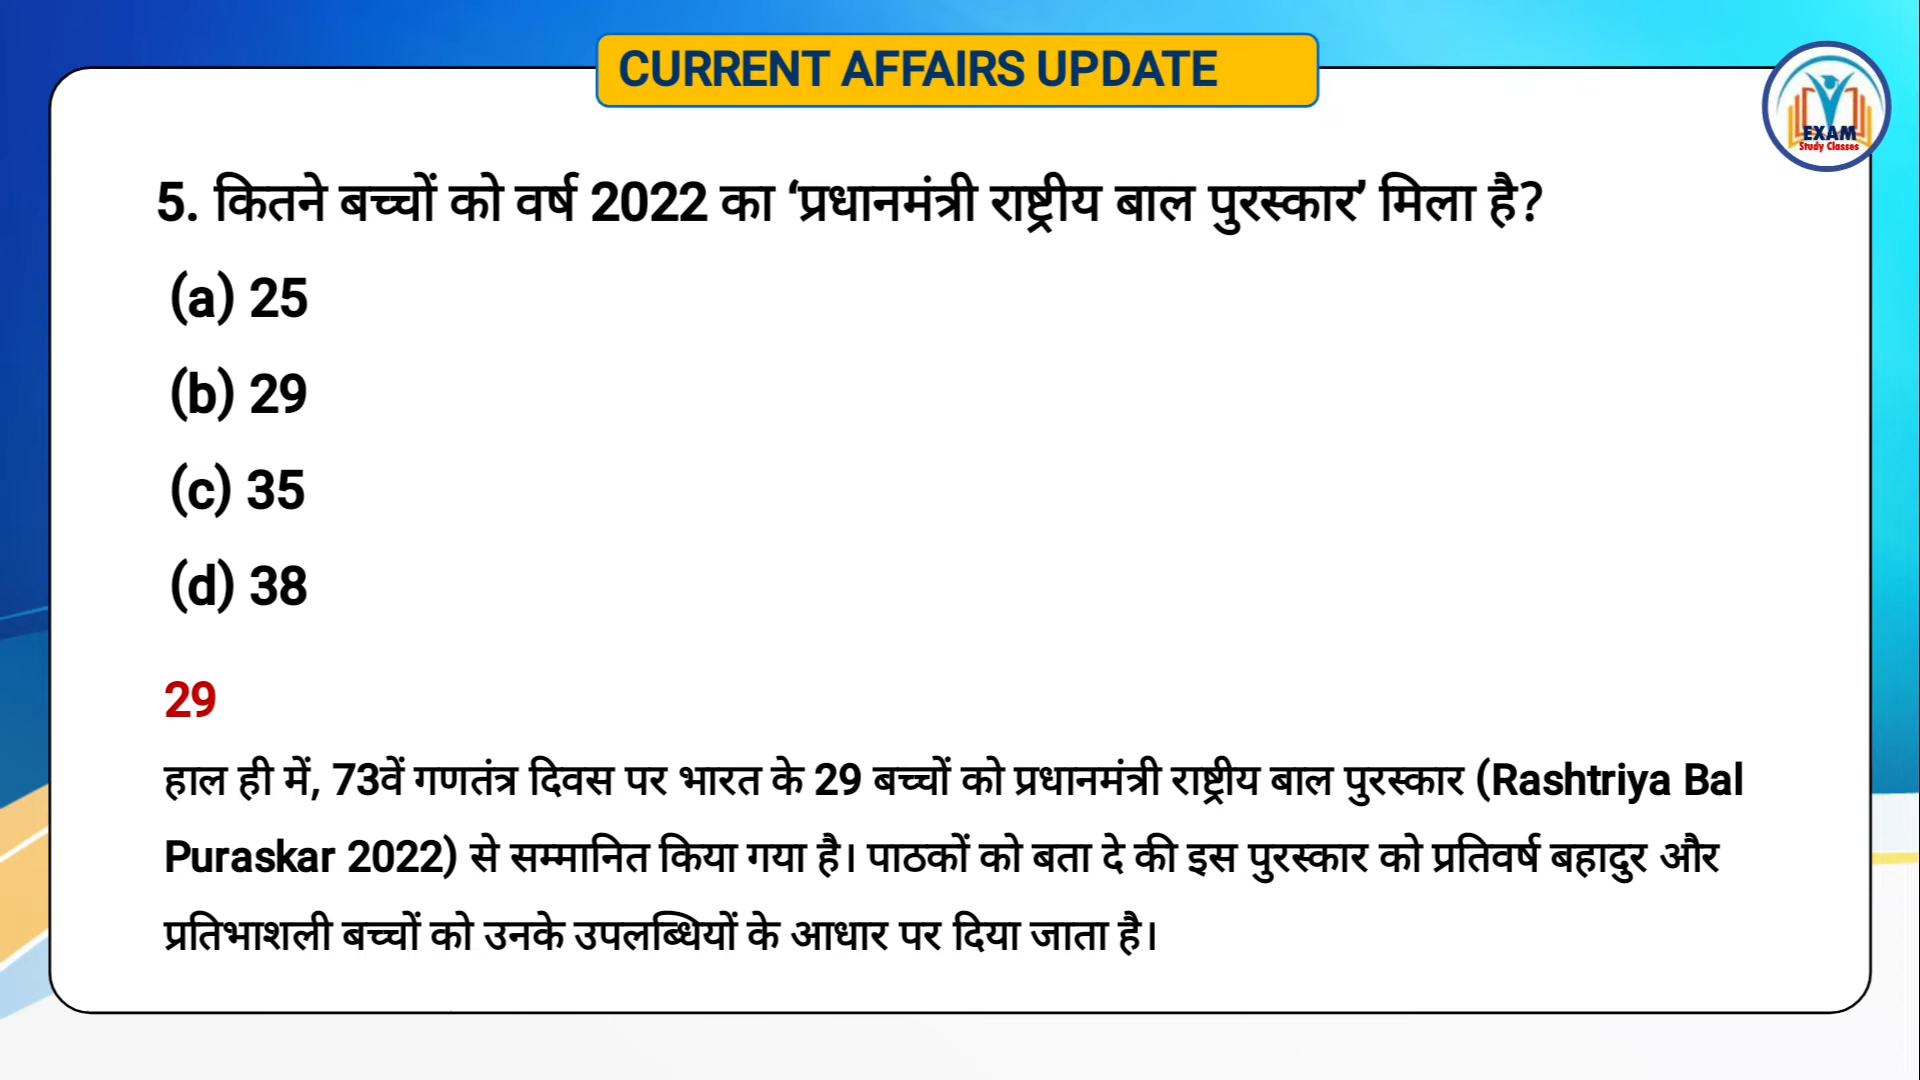 CURRENT AFFAIRS UPDATE
EXAM
Study Classes
5. कितने बच्चों को वर्ष 2022 का ‘प्रधानमंत्री राष्ट्रीय बाल पुरस्कार’ मिला है?
(a) 25
(b) 29
(c) 35
(d) 38
29
हाल ही में, 73वें गणतंत्र दिवस पर भारत के 29 बच्चों को प्रधानमंत्री राष्ट्रीय बाल पुरस्कार (Rashtriya Bal
Puraskar 2022) से सम्मानित किया गया है। पाठकों को बता दे की इस पुरस्कार को प्रतिवर्ष बहादुर और
प्रतिभाशली बच्चों को उनके उपलब्धियों के आधार पर दिया जाता है।